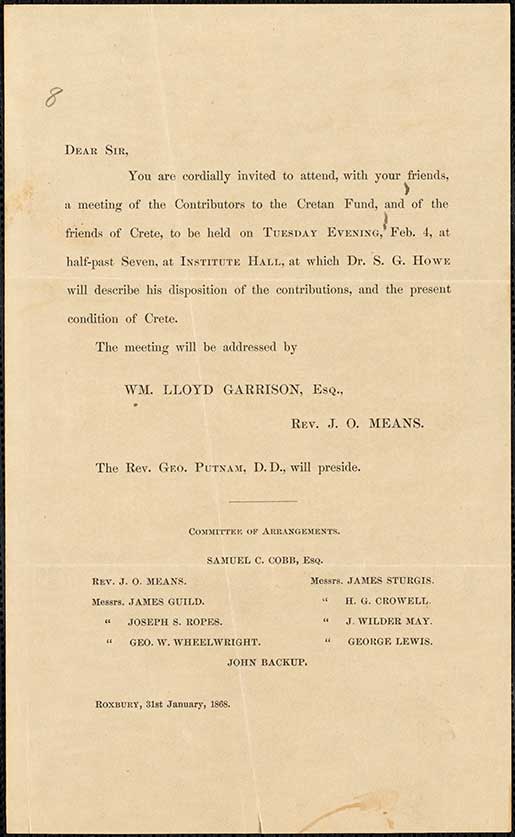 8
DEAR SIR,
You are cordially invited to attend, with your friends,
a meeting of the Contributors to the Cretan Fund, and of the
friends of Crete, to be held on TUESDAY EVENING, Feb. 4, at
half-past Seven, at INSTITUTE HALL, at which DR. S. G. HOWE
will describe his disposition of the contributions, and the present
condition of Crete.
The meeting will be addressed by
WM. LLOYD GARRISON, ESQ.,
REV. J. O. MEANS.
The REV. GEO. PUTNAM, D. D., will preside.
COMMITTEE OF ARRANGEMENTS.
SAMUEL C. COBB, ESQ.
REV. J. O. MEANS. Messrs. JAMES STURGIS.
Messrs. JAMES GUILD. " H. G. CROWELL.
" JOSEPH S. ROPES. " J. WILDER MAY.
" GEO. W. WHEELWRIGHT. " GEORGE LEWIS.
JOHN BACKUP.
ROXBURY, 31st January, 1868.